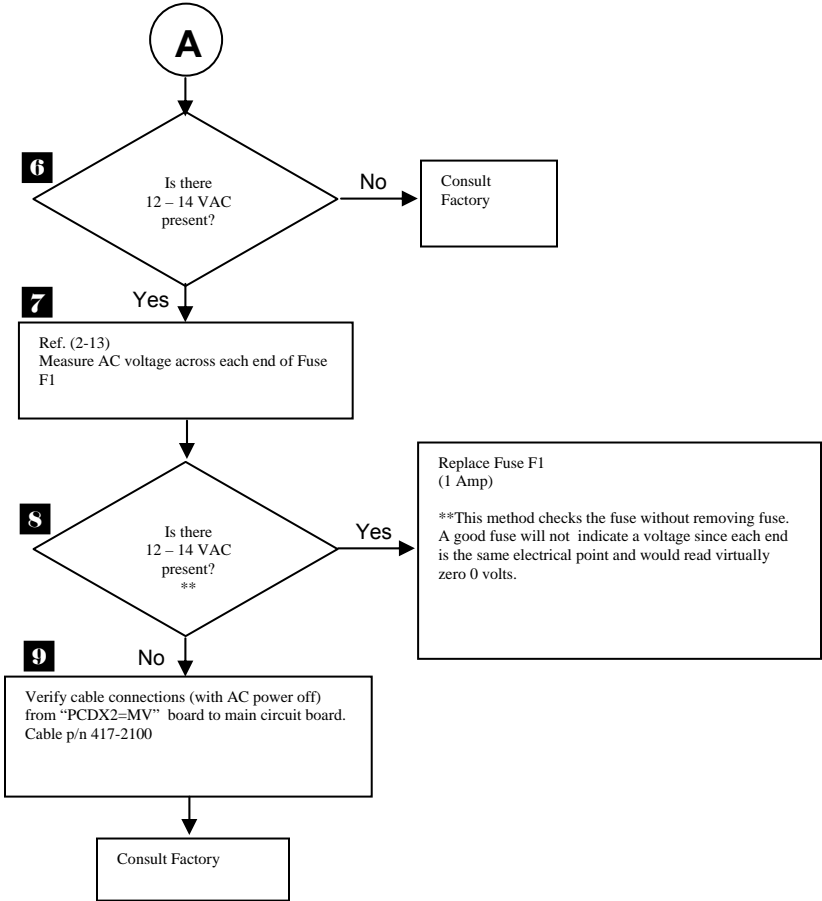 A
6
Is there
12 – 14 VAC
present?
No
Consult
Factory
Yes
7
Ref. (2-13)
Measure AC voltage across each end of Fuse
F1
8
Is there
12 – 14 VAC
present?
**
Yes
Replace Fuse F1
(1 Amp)
**This method checks the fuse without removing fuse.
A good fuse will not indicate a voltage since each end
is the same electrical point and would read virtually
zero 0 volts.
No
9
Verify cable connections (with AC power off)
from “PCDX2=MV” board to main circuit board.
Cable p/n 417-2100
Consult Factory